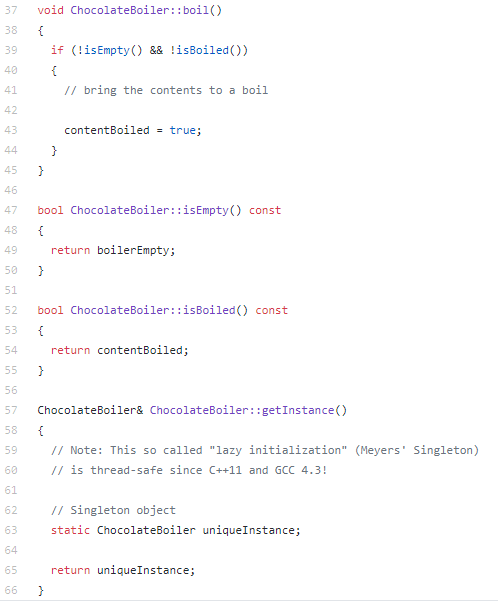 37 void ChocolateBoiler::boil()
38 {
39   if (!isEmpty() && !isBoiled())
40   {
41     // bring the contents to a boil
42
43     contentBoiled = true;
44   }
45 }
46
47 bool ChocolateBoiler::isEmpty() const
48 {
49   return boilerEmpty;
50 }
51
52 bool ChocolateBoiler::isBoiled() const
53 {
54   return contentBoiled;
55 }
56
57 ChocolateBoiler& ChocolateBoiler::getInstance()
58 {
59   // Note: This so called "lazy initialization" (Meyers' Singleton)
60   // is thread-safe since C++11 and GCC 4.3!
61
62   // Singleton object
63   static ChocolateBoiler uniqueInstance;
64
65   return uniqueInstance;
66 }